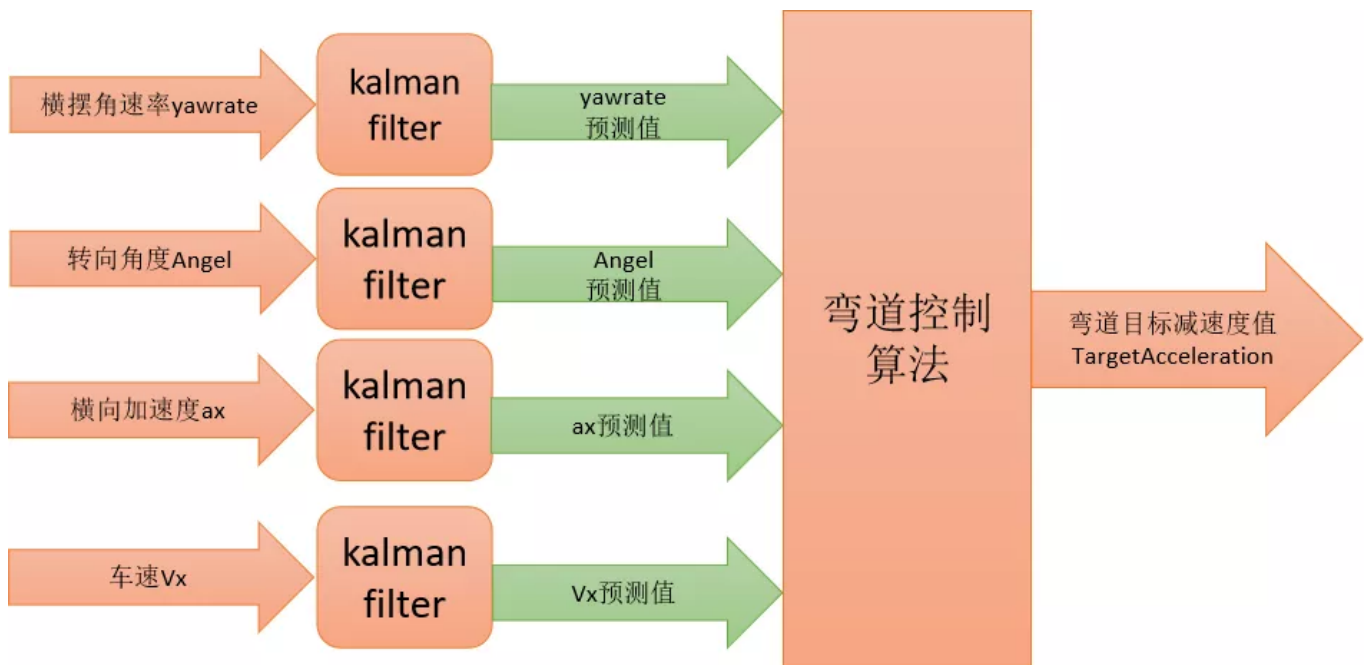 横摆角速率yawrate
kalman
filter
yawrate
预测值
转向角度Angel
kalman
filter
Angel
预测值
横向加速度ax
kalman
filter
ax预测值
车速Vx
kalman
filter
Vx预测值
弯道控制
算法
弯道目标减速度值
TargetAcceleration